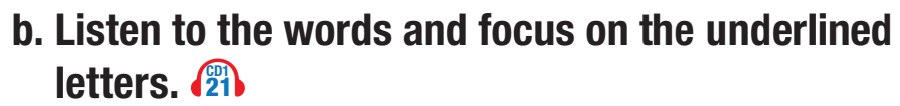 b. Listen to the words and focus on the underlined
letters. CD1 21